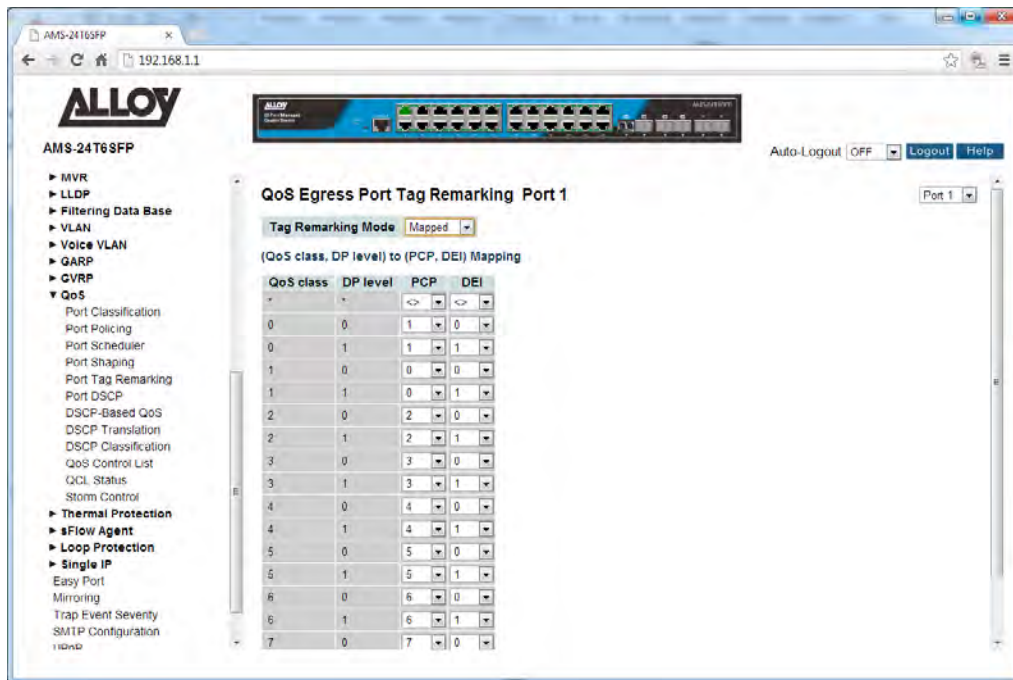 AMS-24T6SFP
192.168.1.1
ALLOY
ALLOY
AMS-24T6SFP
Auto-Logout OFF Logout Help
MVR
LLDP
Filtering Data Base
VLAN
Voice VLAN
GARP
GVRP
QoS
Port Classification
Port Policing
Port Scheduler
Port Shaping
Port Tag Remarking
Port DSCP
DSCP-Based QoS
DSCP Translation
DSCP Classification
QoS Control List
QCL Status
Storm Control
Thermal Protection
sFlow Agent
Loop Protection
Single IP
Easy Port
Mirroring
Trap Event Severity
SMTP Configuration
UPnP
QoS Egress Port Tag Remarking Port 1
Port 1
Tag Remarking Mode Mapped
(QoS class, DP level) to (PCP, DEI) Mapping
QoS class DP level PCP DEI
* * <> <>
0 0 1 0
0 1 1 1
1 0 0 0
1 1 0 1
2 0 2 0
2 1 2 1
3 0 3 0
3 1 3 1
4 0 4 0
4 1 4 1
5 0 5 0
5 1 5 1
6 0 6 0
6 1 6 1
7 0 7 0